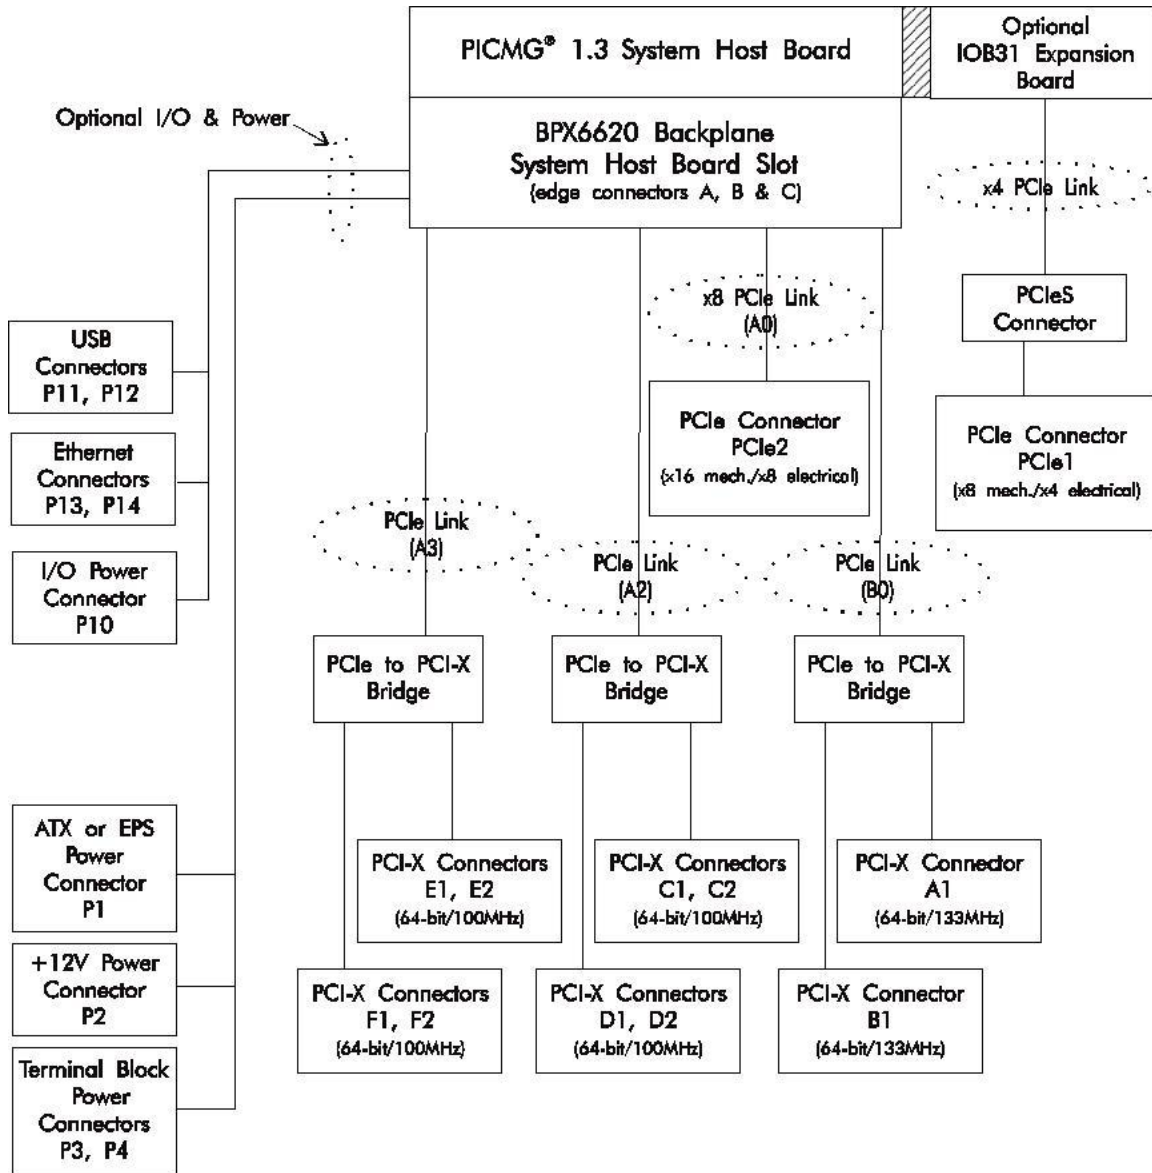 PICMG® 1.3 System Host Board
Optional
IOB31 Expansion
Board
Optional I/O & Power
BPX6620 Backplane
System Host Board Slot
(edge connectors A, B & C)
x4 PCIe Link
x8 PCIe Link
(A0)
PCIeS
Connector
USB
Connectors
P11, P12
PCIe Connector
PCIe2
(x16 mech./x8 electrical)
PCIe Connector
PCIe1
(x8 mech./x4 electrical)
Ethernet
Connectors
P13, P14
PCIe Link
(A3)
PCIe Link
(A2)
PCIe Link
(B0)
I/O Power
Connector
P10
PCIe to PCI-X
Bridge
PCIe to PCI-X
Bridge
PCIe to PCI-X
Bridge
ATX or EPS
Power
Connector
P1
PCI-X Connectors
E1, E2
(64-bit/100MHz)
PCI-X Connectors
C1, C2
(64-bit/100MHz)
PCI-X Connector
A1
(64-bit/133MHz)
+12V Power
Connector
P2
PCI-X Connectors
F1, F2
(64-bit/100MHz)
PCI-X Connectors
D1, D2
(64-bit/100MHz)
PCI-X Connector
B1
(64-bit/133MHz)
Terminal Block
Power
Connectors
P3, P4